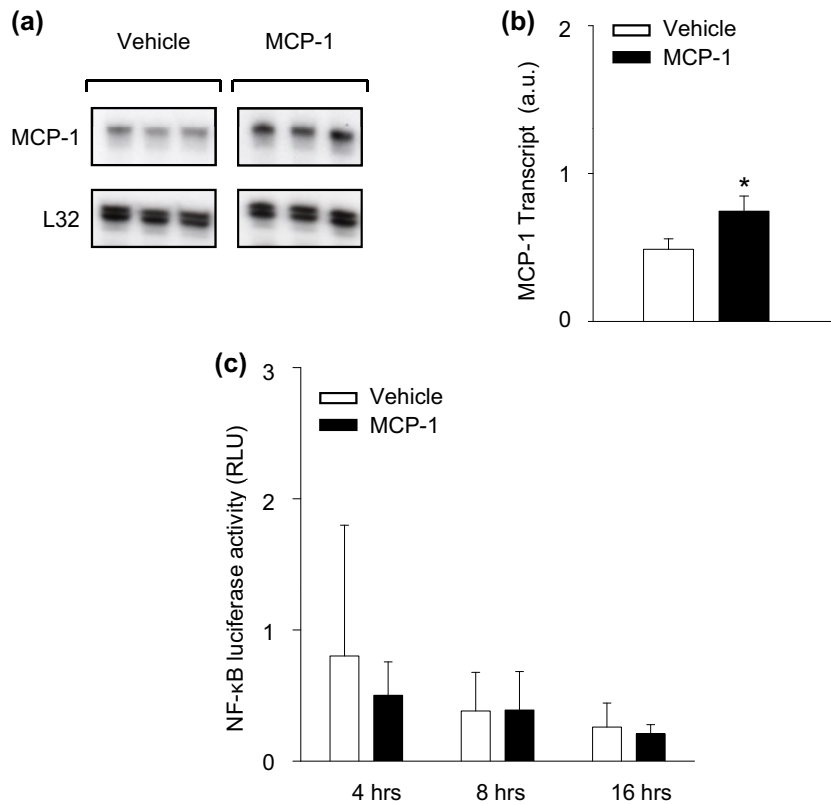 (a)
Vehicle MCP-1
MCP-1
L32
(b)
Vehicle
MCP-1
MCP-1 Transcript (a.u.)
2
1
0
*
(c)
Vehicle
MCP-1
NF-κB luciferase activity (RLU)
3
2
1
0
4 hrs 8 hrs 16 hrs